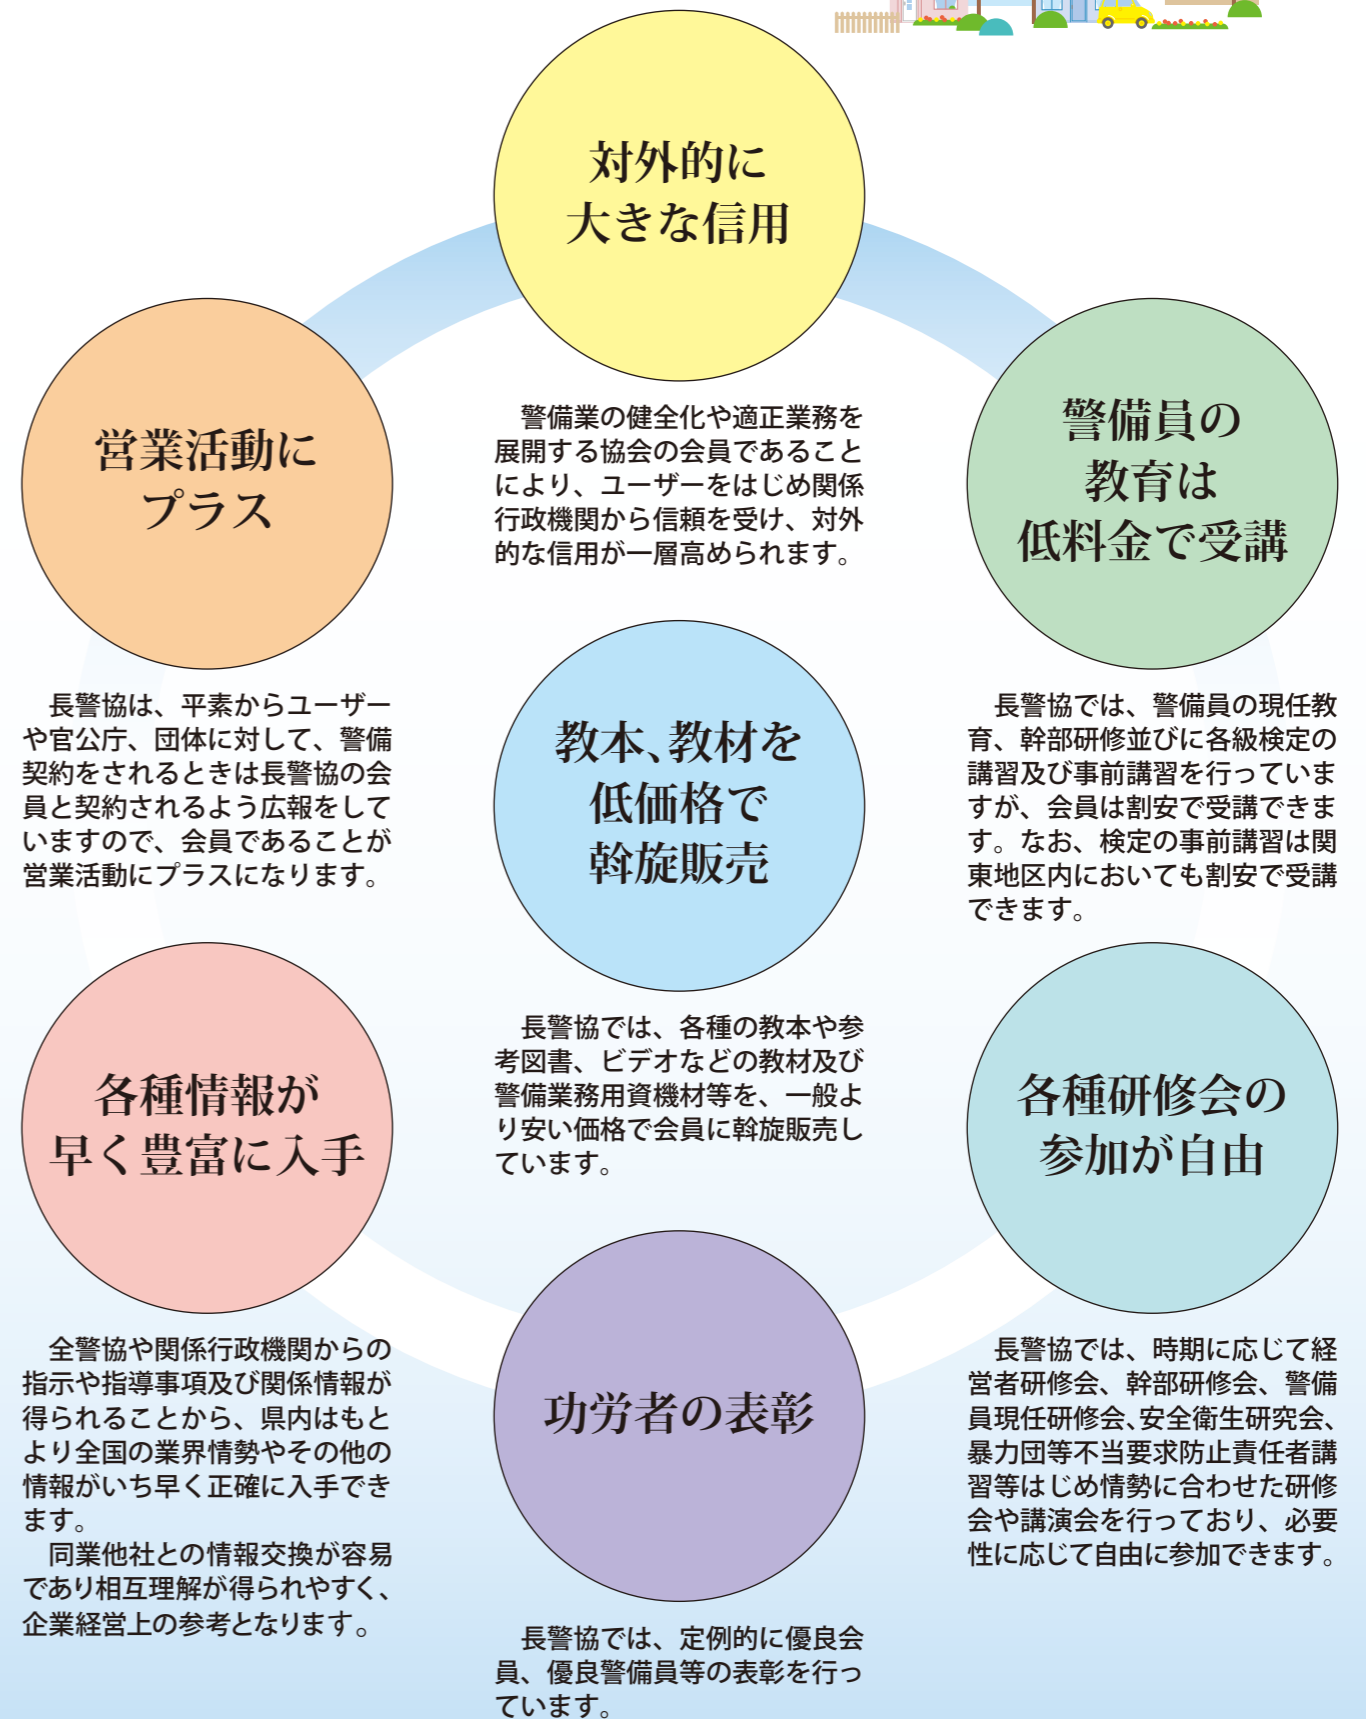 対外的に
大きな信用
警備業の健全化や適正業務を
展開する協会の会員であること
により、ユーザーをはじめ関係
行政機関から信頼を受け、対外
的な信用が一層高められます。
営業活動に
プラス
長警協は、平素からユーザー
や官公庁、団体に対して、警備
契約をされるときは長警協の会
員と契約されるよう広報をして
いますので、会員であることが
営業活動にプラスになります。
警備員の
教育は
低料金で受講
長警協では、警備員の現任教
育、幹部研修並びに各級検定の
講習及び事前講習を行っていま
すが、会員は割安で受講できま
す。なお、検定の事前講習は関
東地区内においても割安で受講
できます。
教本、教材を
低価格で
斡旋販売
長警協では、各種の教本や参
考図書、ビデオなどの教材及び
警備業務用資機材等を、一般よ
り安い価格で会員に斡旋販売し
ています。
各種情報が
早く豊富に入手
全警協や関係行政機関からの
指示や指導事項及び関係情報が
得られることから、県内はもと
より全国の業界情勢やその他の
情報がいち早く正確に入手でき
ます。
同業他社との情報交換が容易
であり相互理解が得られやすく、
企業経営上の参考となります。
各種研修会の
参加が自由
長警協では、時期に応じて経
営者研修会、幹部研修会、警備
員現任研修会、安全衛生研究会、
暴力団等不当要求防止責任者講
習等はじめ情勢に合わせた研修
会や講演会を行っており、必要
性に応じて自由に参加できます。
功労者の表彰
長警協では、定例的に優良会
員、優良警備員等の表彰を行っ
ています。